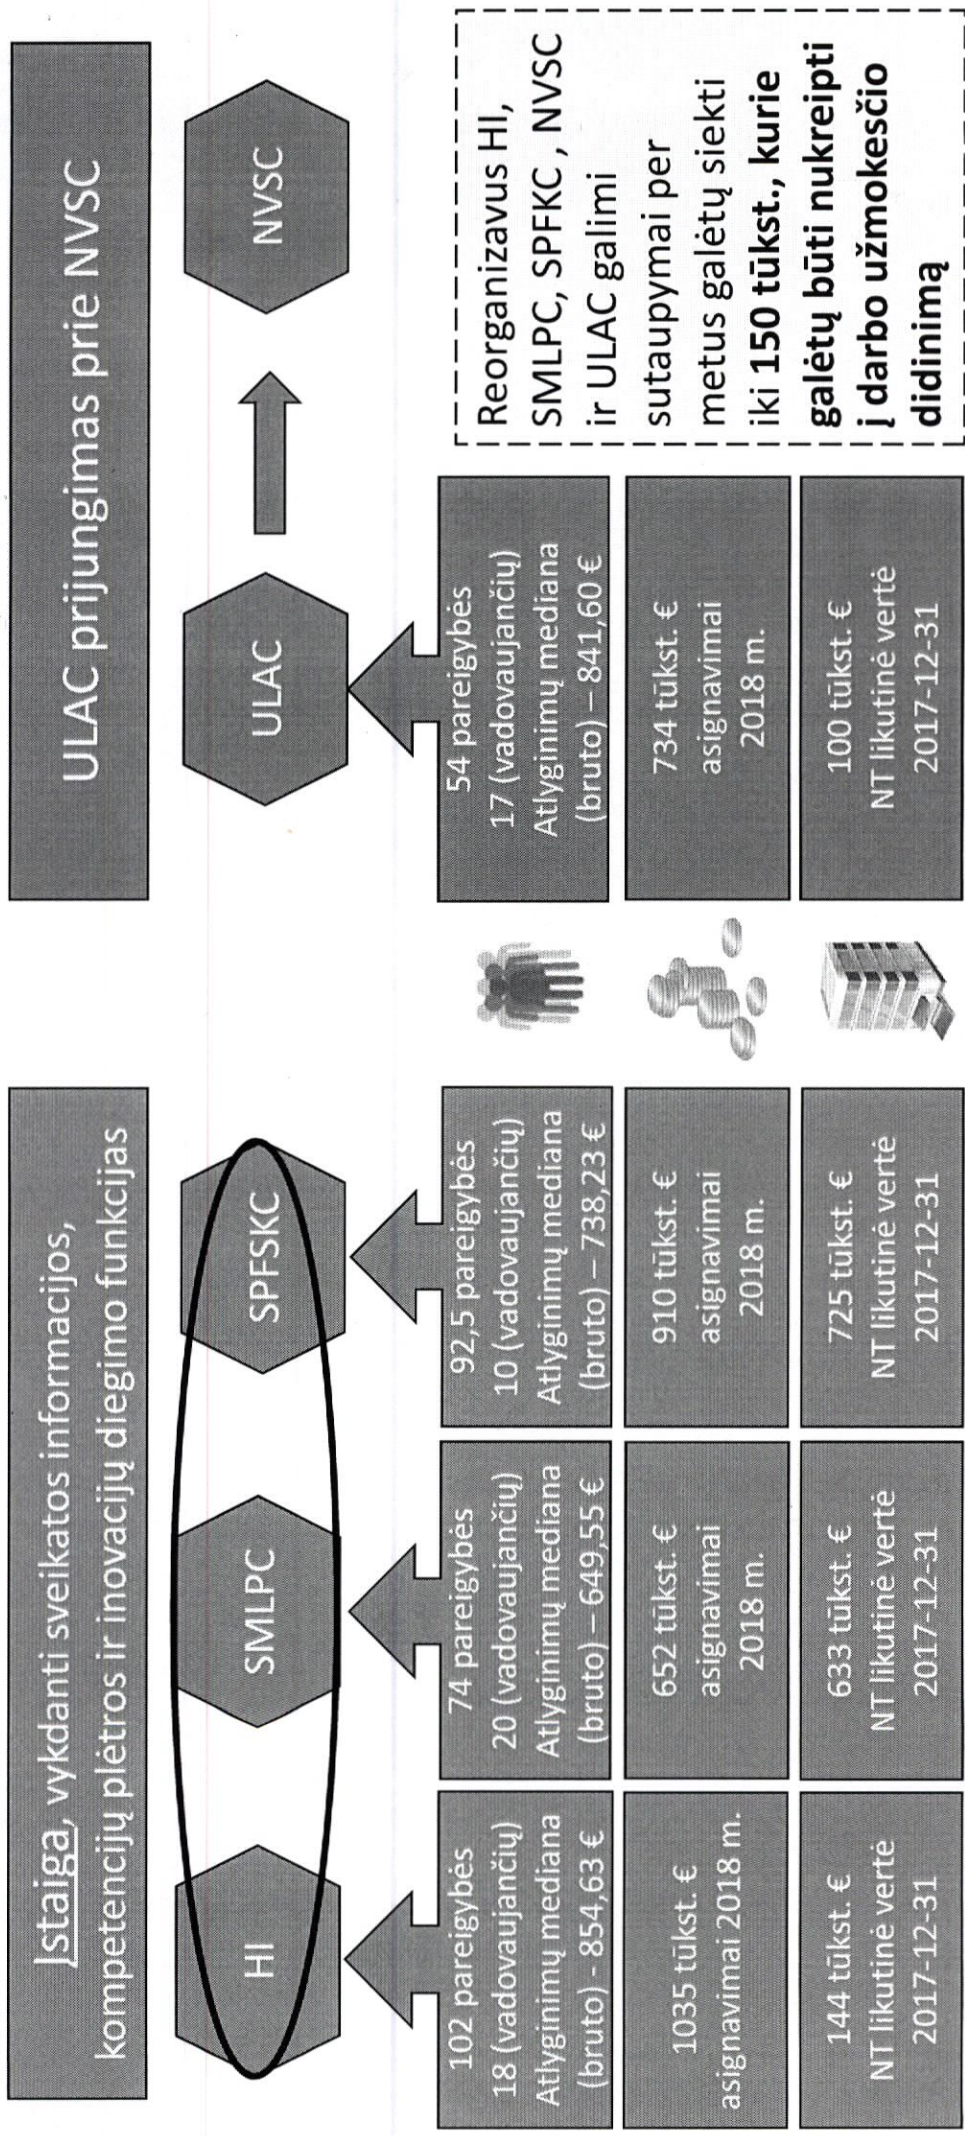 Įstaiga, vykdanti sveikatos informacijos,
kompetencijų plėtros ir inovacijų diegimo funkcijas
HI
SMLPC
SPFSKC
102 pareigybės
18 (vadovaujančių)
Atlyginimų mediana
(bruto) - 854,63 €
74 pareigybės
20 (vadovaujančių)
Atlyginimų mediana
(bruto) – 649,55 €
92,5 pareigybės
10 (vadovaujančių)
Atlyginimų mediana
(bruto) – 738,23 €
1035 tūkst. €
asignavimai 2018 m.
652 tūkst. €
asignavimai
2018 m.
910 tūkst. €
asignavimai
2018 m.
144 tūkst. €
NT likutinė vertė
2017-12-31
633 tūkst. €
NT likutinė vertė
2017-12-31
725 tūkst. €
NT likutinė vertė
2017-12-31
ULAC prijungimas prie NVSC
ULAC
NVSC
54 pareigybės
17 (vadovaujančių)
Atlyginimų mediana
(bruto) – 841,60 €
734 tūkst. €
asignavimai
2018 m.
100 tūkst. €
NT likutinė vertė
2017-12-31
Reorganizavus HI,
SMLPC, SPFKC , NVSC
ir ULAC galimi
sutaupymai per
metus galėtų siekti
iki 150 tūkst., kurie
galėtų būti nukreipti
į darbo užmokesčio
didinimą